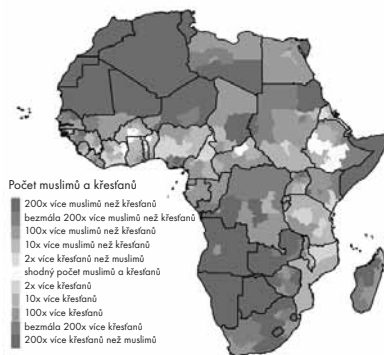 Počet muslimů a křesťanů
200x více muslimů než křesťanů
bezmála 200x více muslimů než křesťanů
100x více muslimů než křesťanů
10x více muslimů než křesťanů
2x více křesťanů než muslimů
shodný počet muslimů a křesťanů
2x více křesťanů
10x více křesťanů
100x více křesťanů
bezmála 200x více křesťanů
200x více křesťanů než muslimů